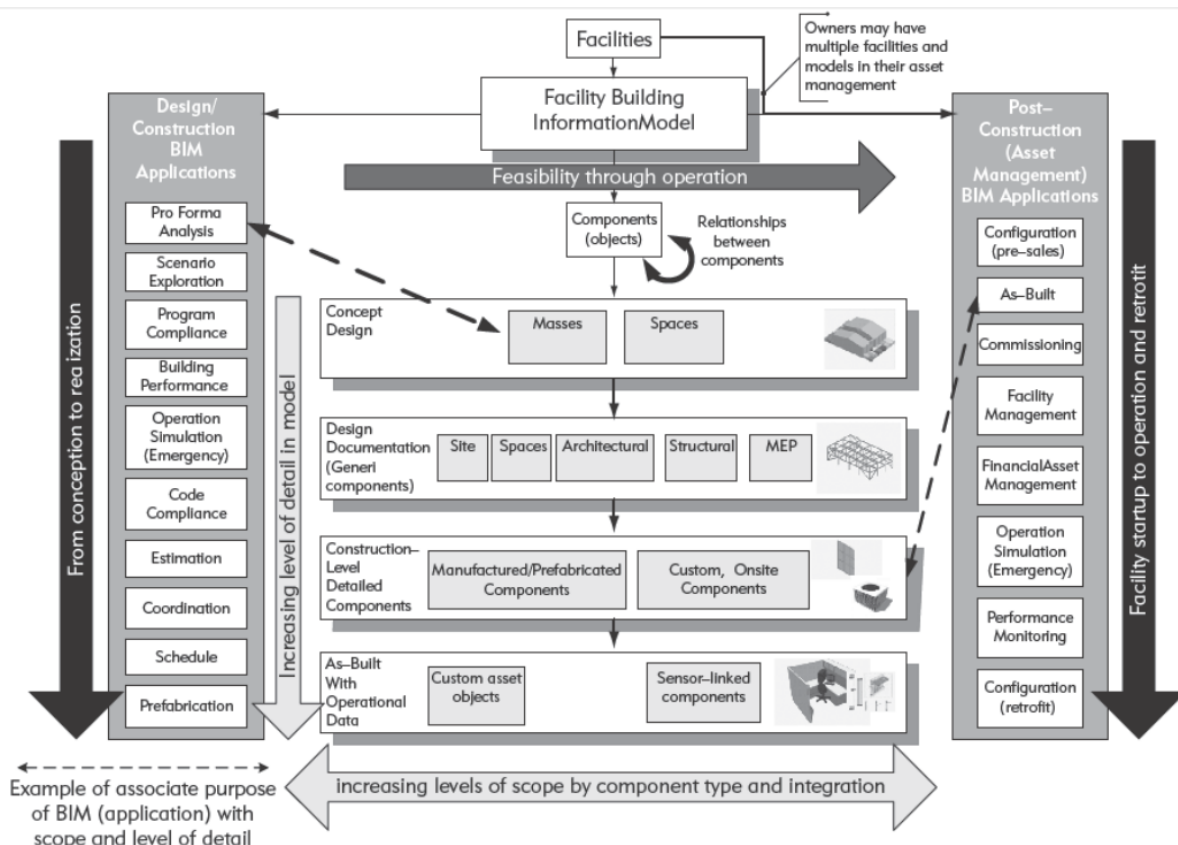 Facilities
Owners may have
multiple facilities and
models in their asset
management
Facility Building
InformationModel
Feasibility through operation
Components
(objects)
Relationships
between
components
Design/
Construction
BIM
Applications
Pro Forma
Analysis
Scenario
Exploration
Program
Compliance
Building
Performance
Operation
Simulation
(Emergency)
Code
Compliance
Estimation
Coordination
Schedule
Prefabrication
From conception to rea ization
Increasing level of detail in model
Concept
Design
Masses
Spaces
Design
Documentation
(Generi
components)
Site
Spaces
Architectural
Structural
MEP
Construction–
Level
Detailed
Components
Manufactured/Prefabricated
Components
Custom, Onsite
Components
As–Built
With
Operational
Data
Custom asset
objects
Sensor–linked
components
Post–
Construction
(Asset
Management)
BIM Applications
Configuration
(pre–sales)
As–Built
Commissioning
Facility
Management
FinancialAsset
Management
Operation
Simulation
(Emergency)
Performance
Monitoring
Configuration
(retrofit)
Facility startup to operation and retrotit
increasing levels of scope by component type and integration
Example of associate purpose
of BIM (application) with
scope and level of detail